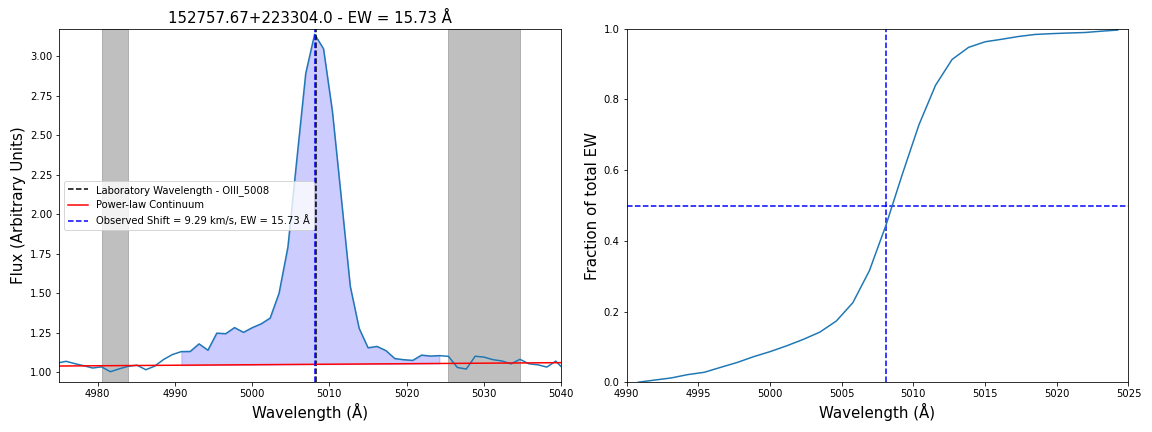 152757.67+223304.0 - EW = 15.73 Å
Flux (Arbitrary Units)
3.00
2.75
2.50
2.25
2.00
1.75
1.50
1.25
1.00
Laboratory Wavelength - OIII_5008
Power-law Continuum
Observed Shift = 9.29 km/s, EW = 15.73 Å
4980 4990 5000 5010 5020 5030 5040
Wavelength (Å)
Fraction of total EW
1.0
0.8
0.6
0.4
0.2
0.0
4990 4995 5000 5005 5010 5015 5020 5025
Wavelength (Å)